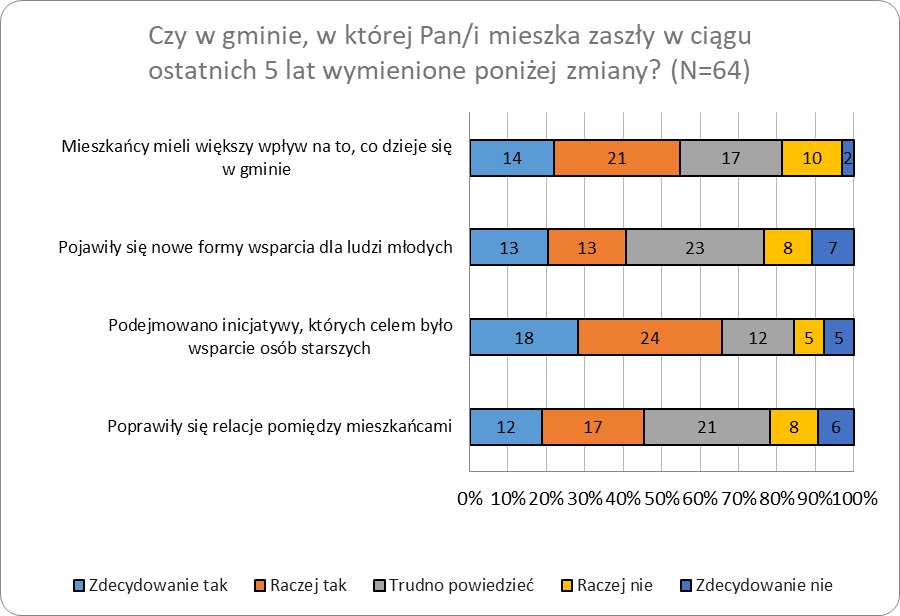 Czy w gminie, w której Pan/i mieszka zaszły w ciągu
ostatnich 5 lat wymienione poniżej zmiany? (N=64)
Mieszkańcy mieli większy wpływ na to, co dzieje się
w gminie
14 21 17 10 2
Pojawiły się nowe formy wsparcia dla ludzi młodych
13 13 23 8 7
Podejmowano inicjatywy, których celem było
wsparcie osób starszych
18 24 12 5 5
Poprawiły się relacje pomiędzy mieszkańcami
12 17 21 8 6
0% 10% 20% 30% 40% 50% 60% 70% 80% 90% 100%
Zdecydowanie tak Raczej tak Trudno powiedzieć Raczej nie Zdecydowanie nie